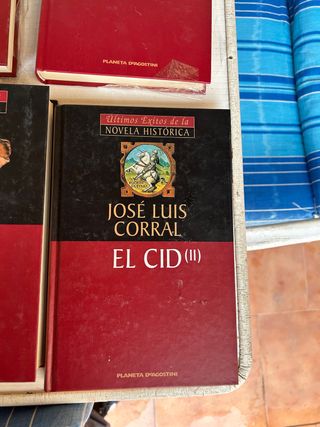 PLANETA DEAGOSTINI
Últimos Éxitos de la
NOVELA HISTÓRICA
JOSÉ LUIS
CORRAL
EL CID (II)
PLANETA DEAGOSTINI